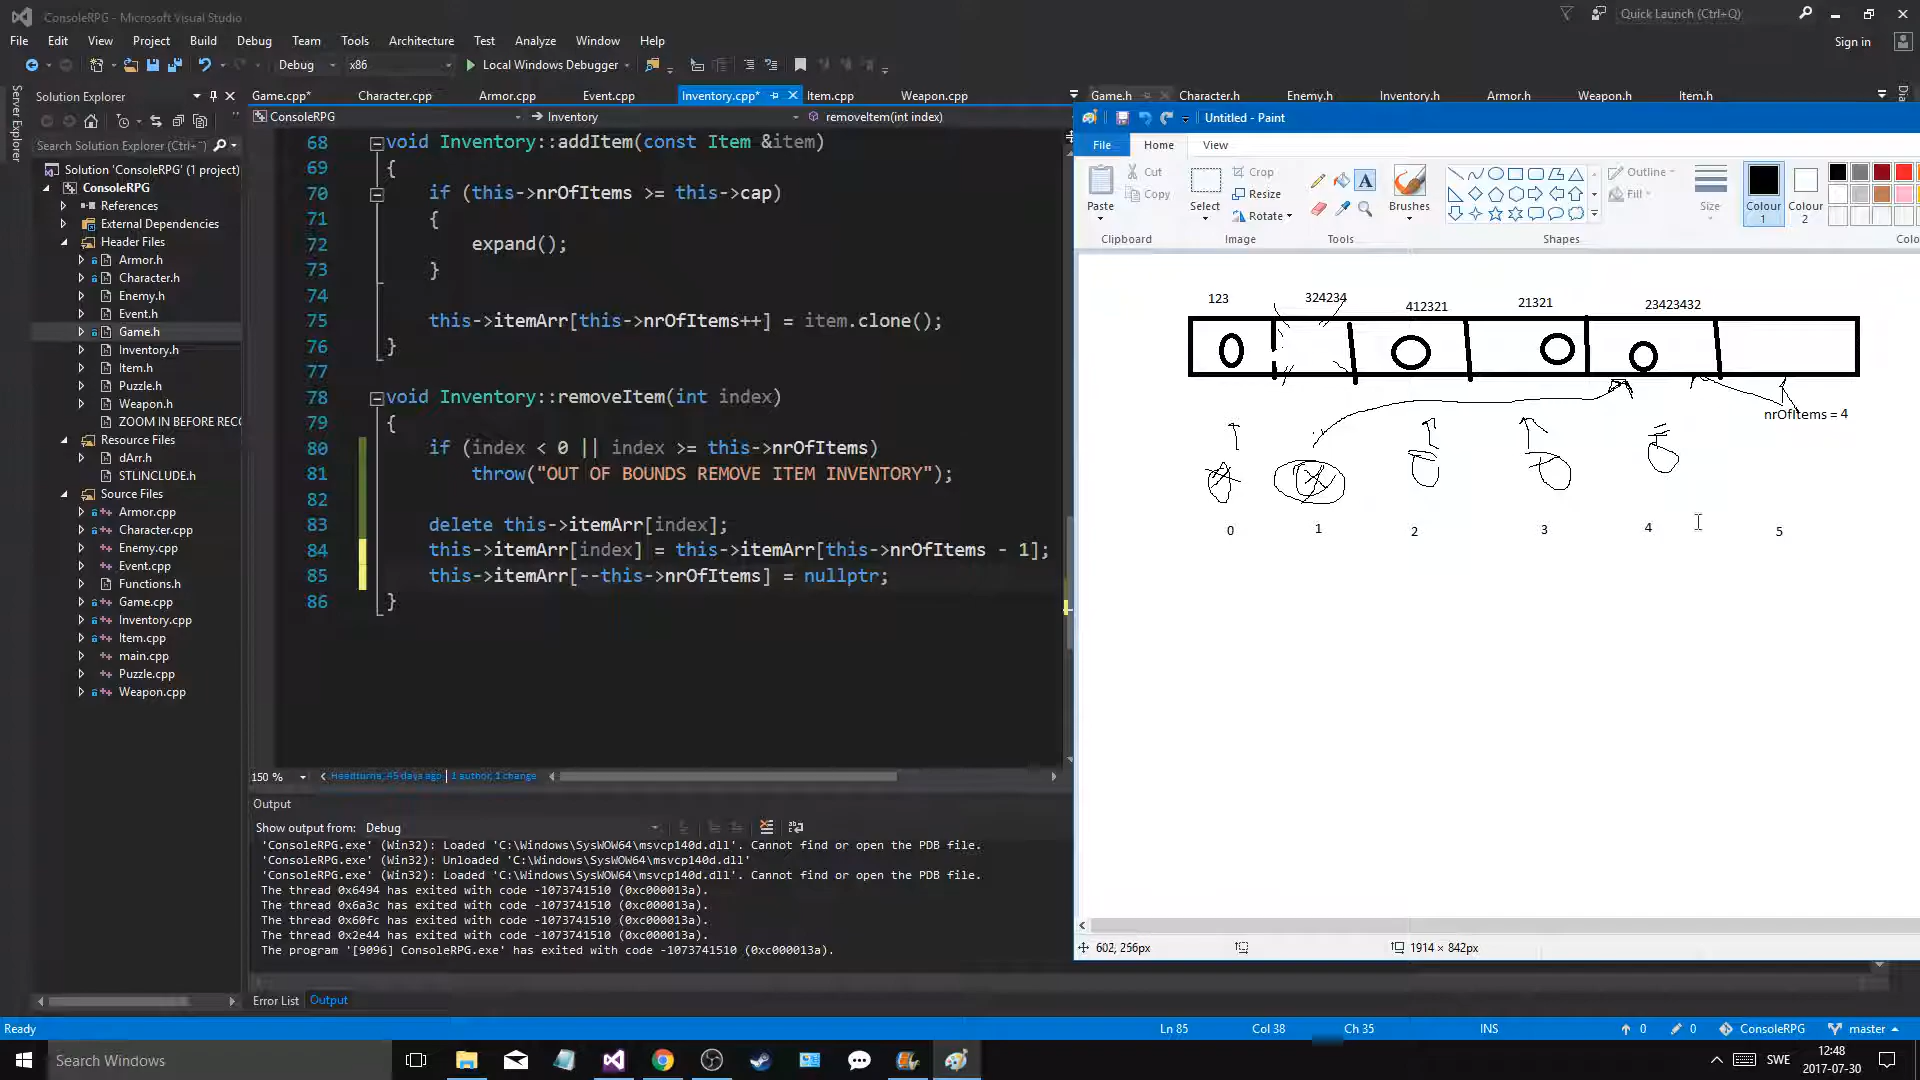 ConsoleRPG - Microsoft Visual Studio
Quick Launch (Ctrl+Q)
File Edit View Project Build Debug Team Tools Architecture Test Analyze Window Help
Sign in
Debug x86 Local Windows Debugger
Server Explorer
Solution Explorer
Search Solution Explorer (Ctrl+¨)
Solution 'ConsoleRPG' (1 project)
ConsoleRPG
References
External Dependencies
Header Files
Armor.h
Character.h
Enemy.h
Event.h
Game.h
Inventory.h
Item.h
Puzzle.h
Weapon.h
ZOOM IN BEFORE RECO
Resource Files
dArr.h
STLINCLUDE.h
Source Files
Armor.cpp
Character.cpp
Enemy.cpp
Event.cpp
Functions.h
Game.cpp
Inventory.cpp
Item.cpp
main.cpp
Puzzle.cpp
Weapon.cpp
Game.cpp* Character.cpp Armor.cpp Event.cpp Inventory.cpp* Item.cpp Weapon.cpp
ConsoleRPG Inventory removeItem(int index)
68 void Inventory::addItem(const Item &item)
69 {
70 if (this->nrOfItems >= this->cap)
71 {
72 expand();
73 }
74
75 this->itemArr[this->nrOfItems++] = item.clone();
76 }
77
78 void Inventory::removeItem(int index)
79 {
80 if (index < 0 || index >= this->nrOfItems)
81 throw("OUT OF BOUNDS REMOVE ITEM INVENTORY");
82
83 delete this->itemArr[index];
84 this->itemArr[index] = this->itemArr[this->nrOfItems - 1];
85 this->itemArr[--this->nrOfItems] = nullptr;
86 }
150 % Headturna, 45 days ago | 1 author, 1 change
Output
Show output from: Debug
'ConsoleRPG.exe' (Win32): Loaded 'C:\Windows\SysWOW64\msvcp140d.dll'. Cannot find or open the PDB file.
'ConsoleRPG.exe' (Win32): Unloaded 'C:\Windows\SysWOW64\msvcp140d.dll'
'ConsoleRPG.exe' (Win32): Loaded 'C:\Windows\SysWOW64\msvcp140d.dll'. Cannot find or open the PDB file.
The thread 0x6494 has exited with code -1073741510 (0xc000013a).
The thread 0x6a3c has exited with code -1073741510 (0xc000013a).
The thread 0x60fc has exited with code -1073741510 (0xc000013a).
The thread 0x2e44 has exited with code -1073741510 (0xc000013a).
The program '[9096] ConsoleRPG.exe' has exited with code -1073741510 (0xc000013a).
Error List Output
Game.h Character.h Enemy.h Inventory.h Armor.h Weapon.h Item.h
Untitled - Paint
File Home View
Paste Cut Copy
Select Crop Resize Rotate
Brushes
Outline Fill
Size
Colour 1 Colour 2
Clipboard Image Tools Shapes Colo
123 324234 412321 21321 23423432
nrOfItems = 4
0 1 2 3 4 5
602, 256px 1914 × 842px
Ready Ln 85 Col 38 Ch 35 INS 0 0 ConsoleRPG master
Search Windows
SWE
12:48
2017-07-30